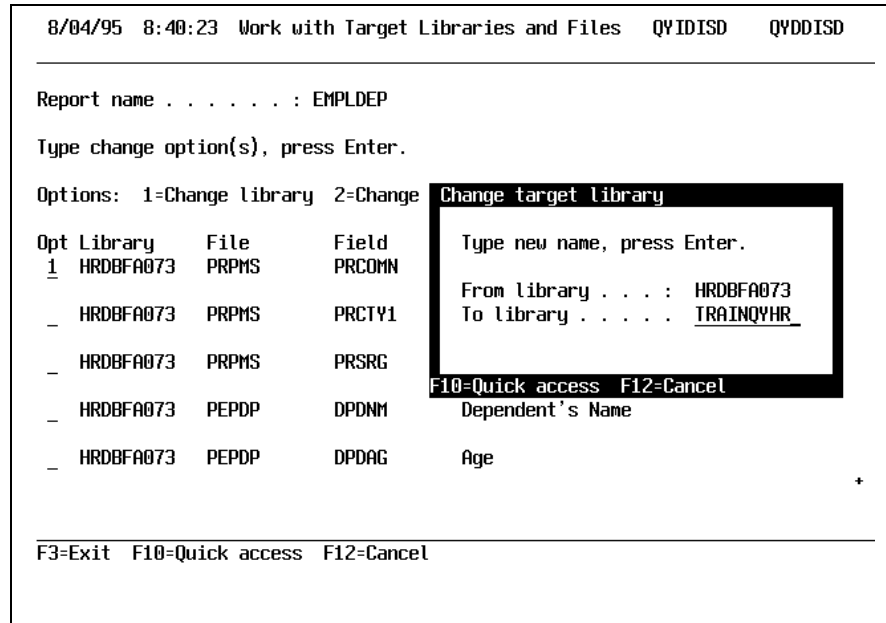 8/04/95  8:40:23  Work with Target Libraries and Files  QYIDISD  QYDDISD
Report name . . . . . . : EMPLDEP
Type change option(s), press Enter.
Options:  1=Change library  2=Change
Opt Library  File  Field
1  HRDBFA073  PRPMS  PRCOMN
_  HRDBFA073  PRPMS  PRCTY1
_  HRDBFA073  PRPMS  PRSRG
_  HRDBFA073  PEPDP  DPDNM  Dependent's Name
_  HRDBFA073  PEPDP  DPDAG  Age
+
Change target library
Type new name, press Enter.
From library . . . :  HRDBFA073
To library . . . . .  TRAINQYHR_
F10=Quick access  F12=Cancel
F3=Exit  F10=Quick access  F12=Cancel